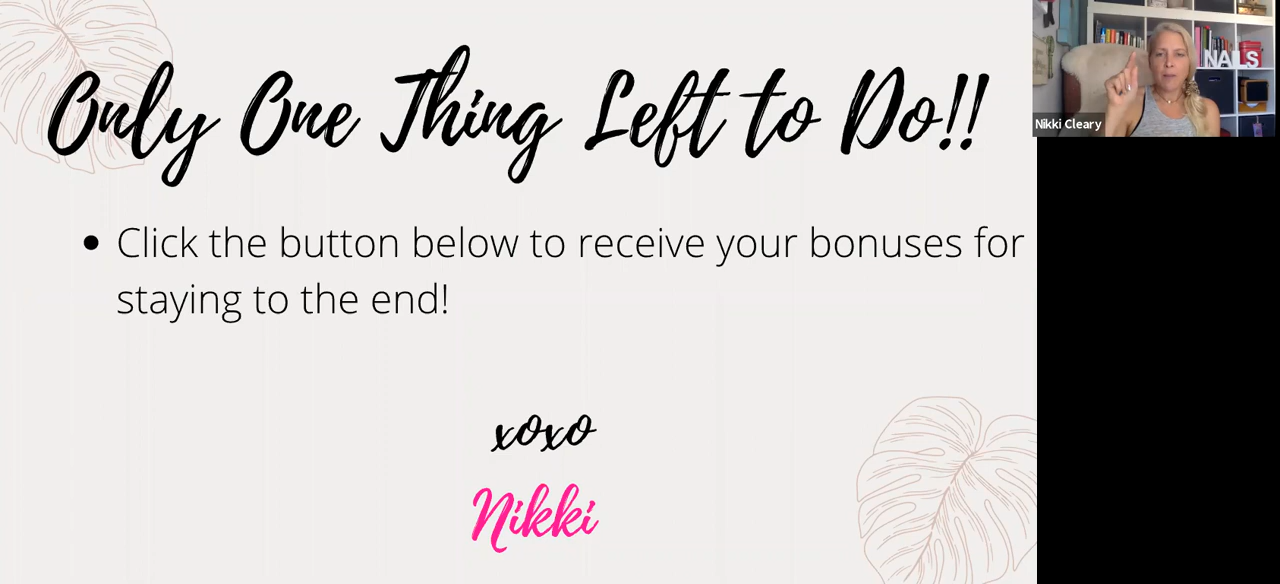 Only One Thing Left to Do!!
• Click the button below to receive your bonuses for
staying to the end!
xoxo
Nikki
NAILS
Nikki Cleary